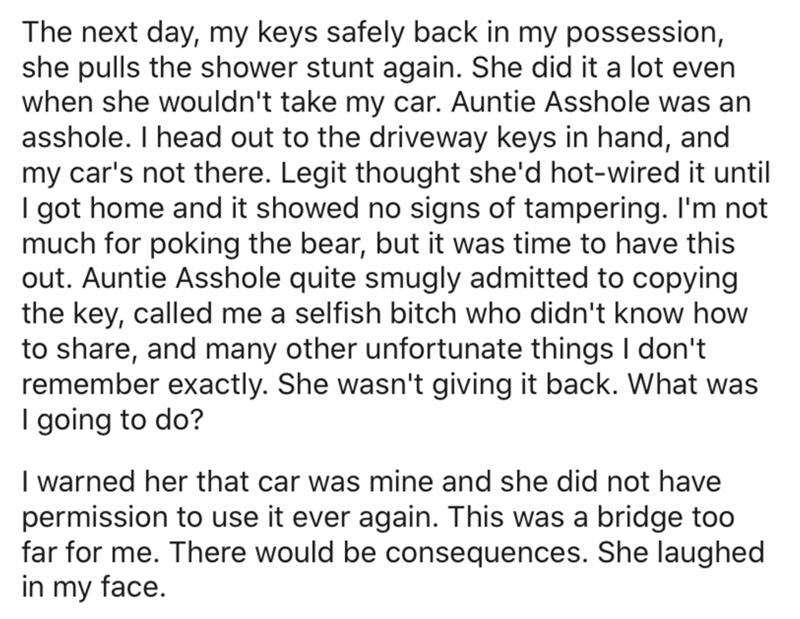 The next day, my keys safely back in my possession,
she pulls the shower stunt again. She did it a lot even
when she wouldn't take my car. Auntie Asshole was an
asshole. I head out to the driveway keys in hand, and
my car's not there. Legit thought she'd hot-wired it until
I got home and it showed no signs of tampering. I'm not
much for poking the bear, but it was time to have this
out. Auntie Asshole quite smugly admitted to copying
the key, called me a selfish bitch who didn't know how
to share, and many other unfortunate things I don't
remember exactly. She wasn't giving it back. What was
I going to do?
I warned her that car was mine and she did not have
permission to use it ever again. This was a bridge too
far for me. There would be consequences. She laughed
in my face.